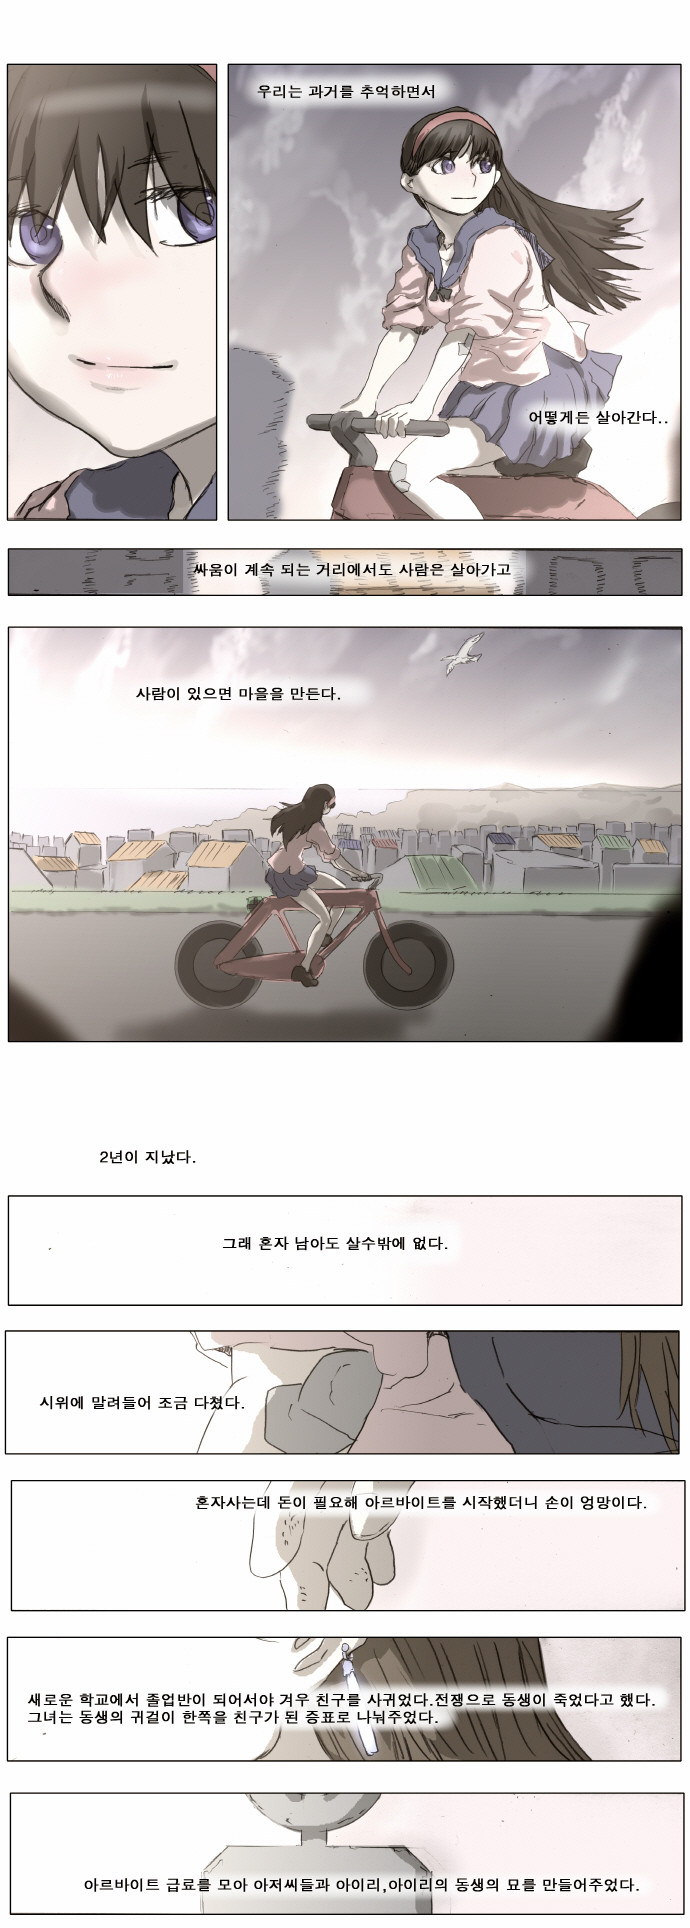 우리는 과거를 추억하면서
어떻게든 살아간다..
싸움이 계속 되는 거리에서도 사람은 살아가고
사람이 있으면 마을을 만든다.
2년이 지났다.
그래 혼자 남아도 살수밖에 없다.
시위에 말려들어 조금 다쳤다.
혼자사는데 돈이 필요해 아르바이트를 시작했더니 손이 엉망이다.
새로운 학교에서 졸업반이 되어서야 겨우 친구를 사귀었다.전쟁으로 동생이 죽었다고 했다.
그녀는 동생의 귀걸이 한쪽을 친구가 된 증표로 나눠주었다.
아르바이트 급료를 모아 아저씨들과 아이리,아이리의 동생의 묘를 만들어주었다.